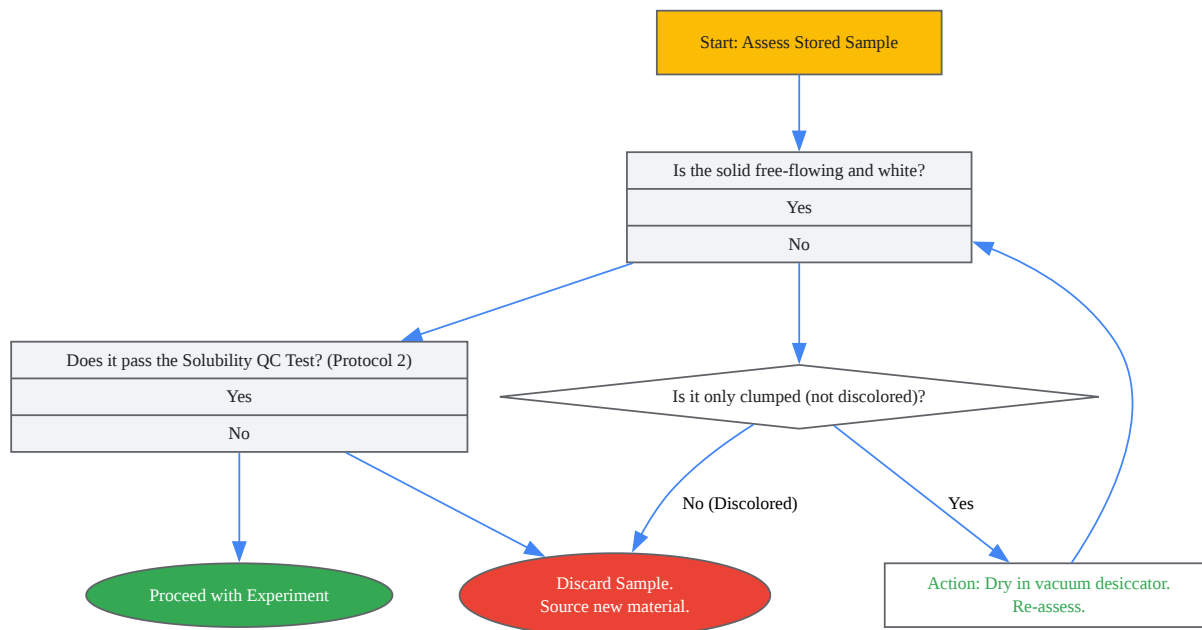 Start: Assess Stored Sample
Is the solid free-flowing and white?
Yes
No
Does it pass the Solubility QC Test? (Protocol 2)
Yes
No
Is it only clumped (not discolored)?
No (Discolored)
Yes
Proceed with Experiment
Discard Sample.
Source new material.
Action: Dry in vacuum desiccator.
Re-assess.